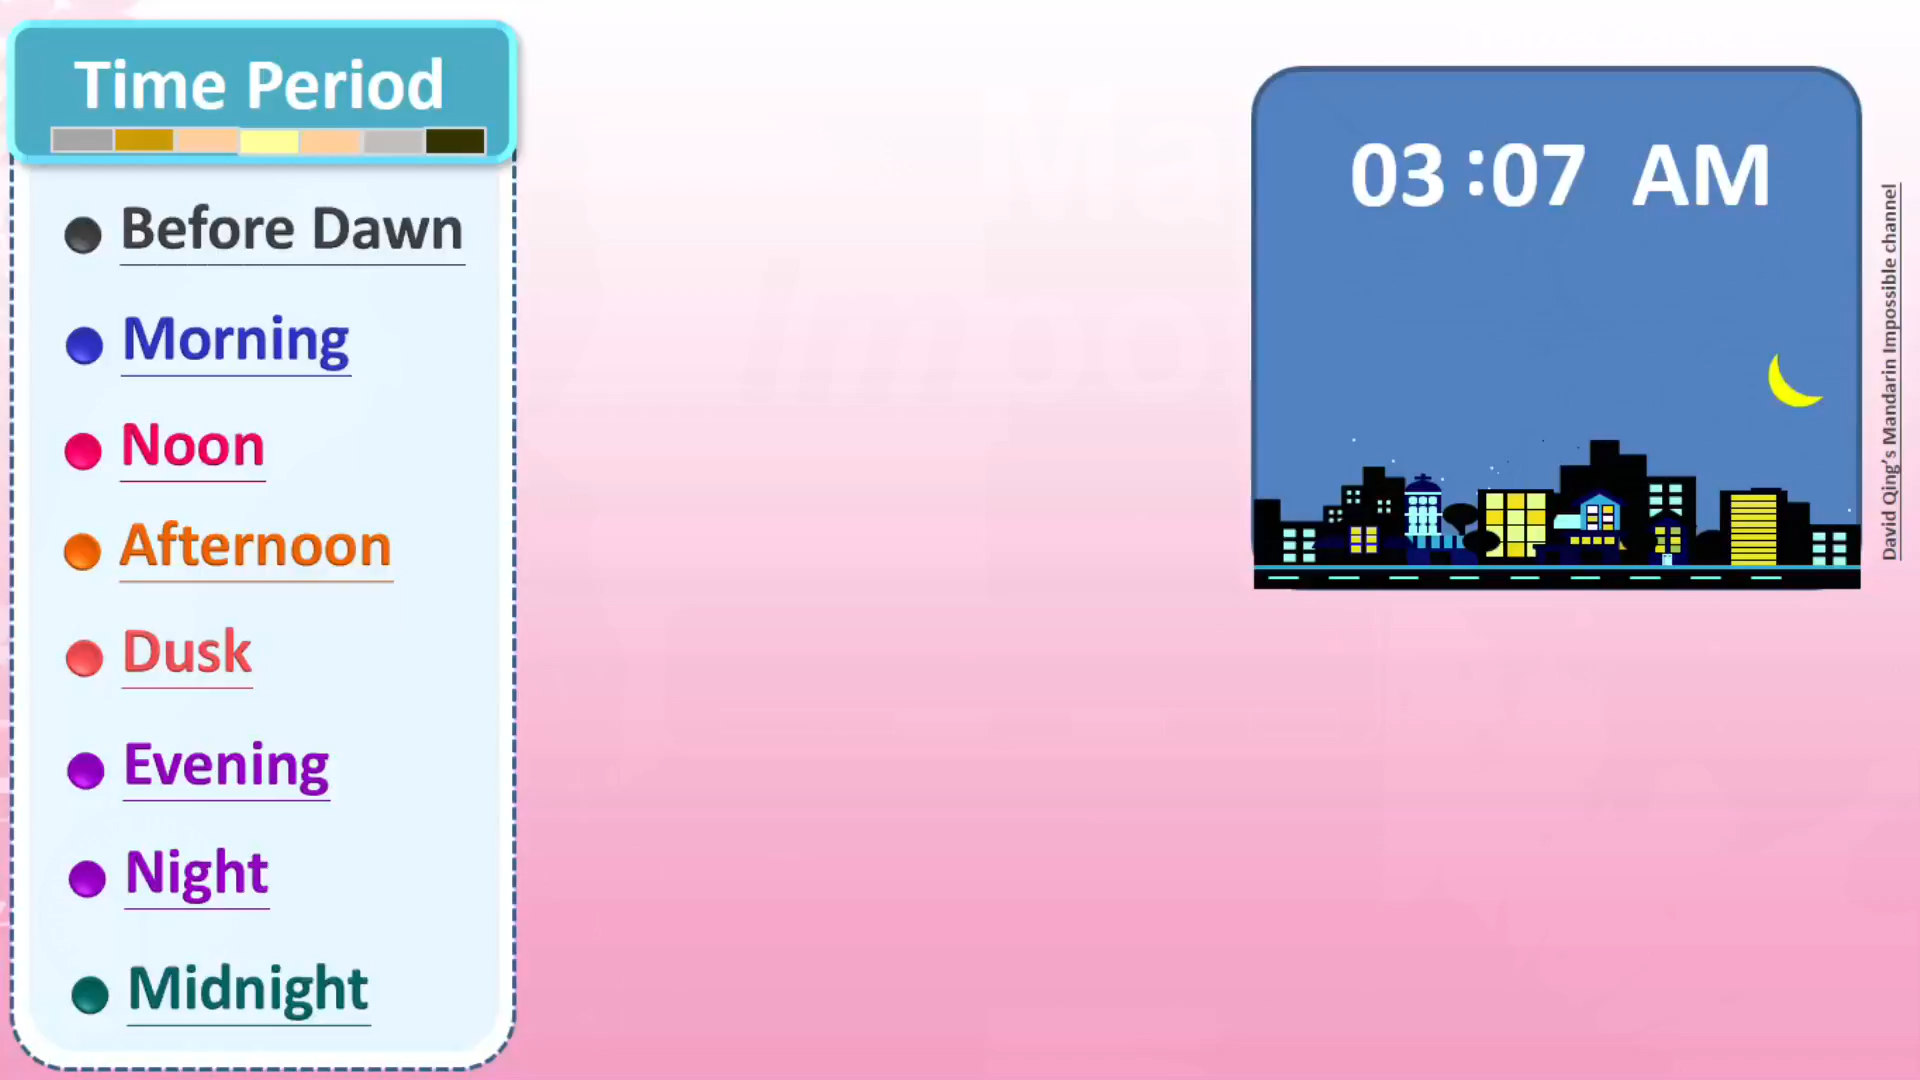 Time Period
Before Dawn
Morning
Noon
Afternoon
Dusk
Evening
Night
Midnight
03:07 AM
David Qing's Mandarin Impossible channel